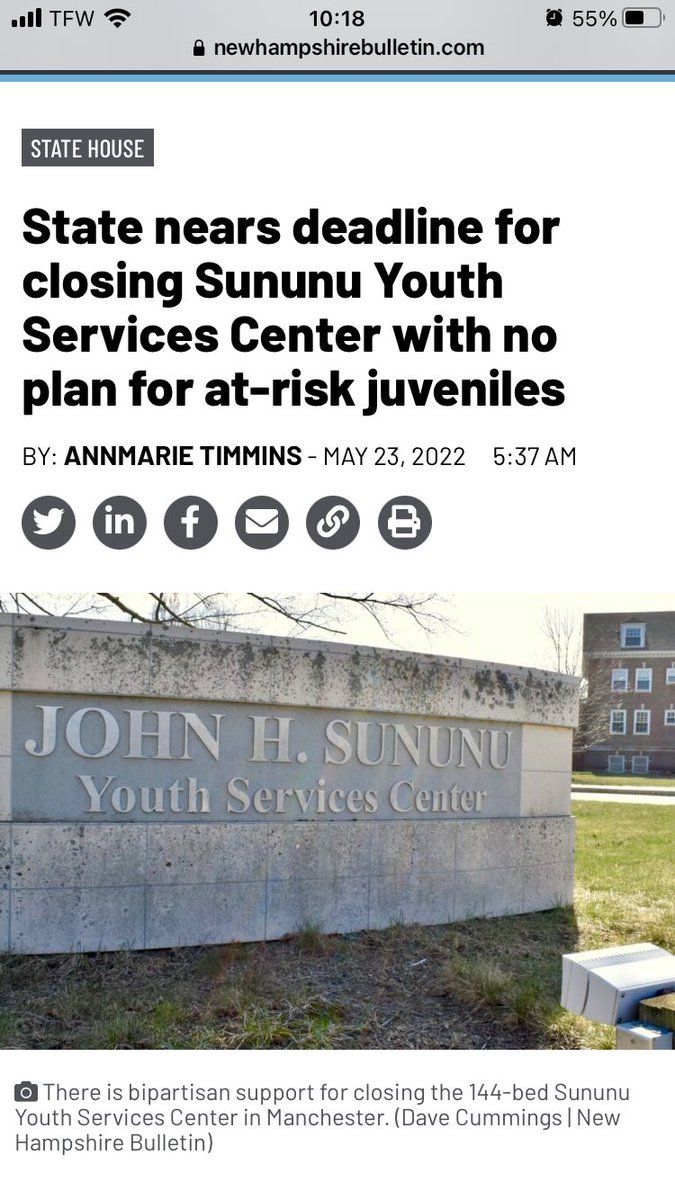 TFW 10:18 55%
newhampshirebulletin.com
STATE HOUSE
State nears deadline for
closing Sununu Youth
Services Center with no
plan for at-risk juveniles
BY: ANNMARIE TIMMINS - MAY 23, 2022 5:37 AM
JOHN H. SUNUNU
Youth Services Center
There is bipartisan support for closing the 144-bed Sununu
Youth Services Center in Manchester. (Dave Cummings | New
Hampshire Bulletin)